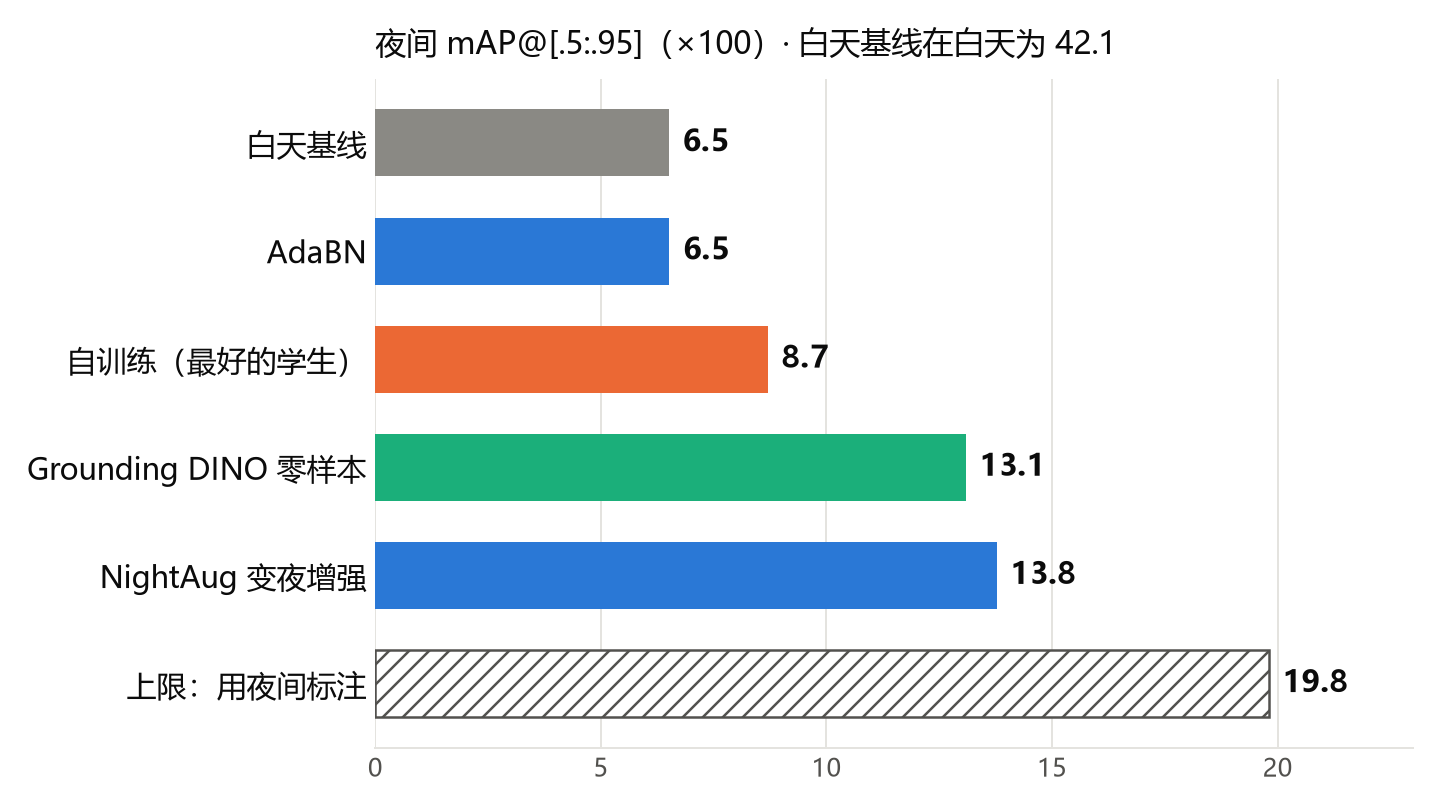 夜间 mAP@[.5:.95]（×100）· 白天基线在白天为 42.1
白天基线 6.5
AdaBN 6.5
自训练（最好的学生） 8.7
Grounding DINO 零样本 13.1
NightAug 变夜增强 13.8
上限：用夜间标注 19.8
0 5 10 15 20